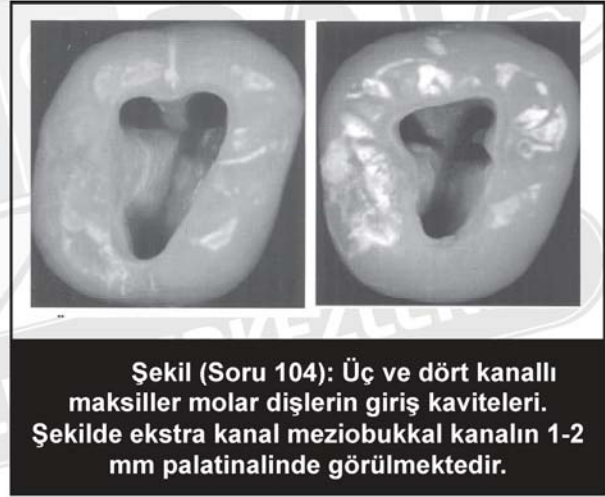 Şekil (Soru 104): Üç ve dört kanallı
maksiller molar dişlerin giriş kaviteleri.
Şekilde ekstra kanal meziobukkal kanalın 1-2
mm palatinalinde görülmektedir.